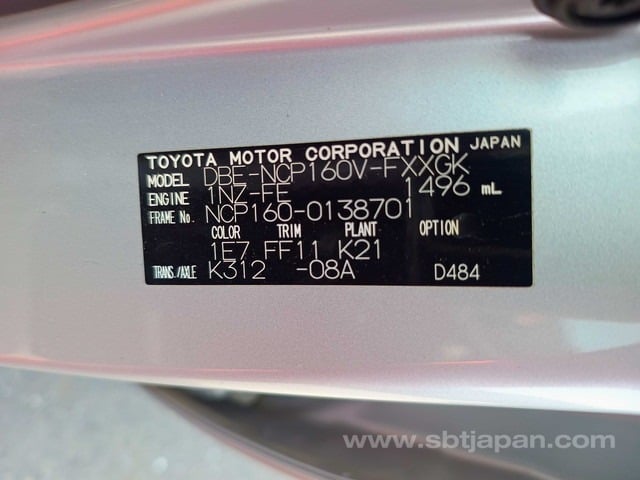 TOYOTA MOTOR CORPORATION JAPAN
MODEL DBE-NCP160V-FXXGK
ENGINE 1NZ-FE 1496 mL
FRAME No. NCP160-0138701
COLOR TRIM PLANT OPTION
1E7 FF11 K21
TRANS./AXLE K312 -08A D484
www.sbtjapan.com